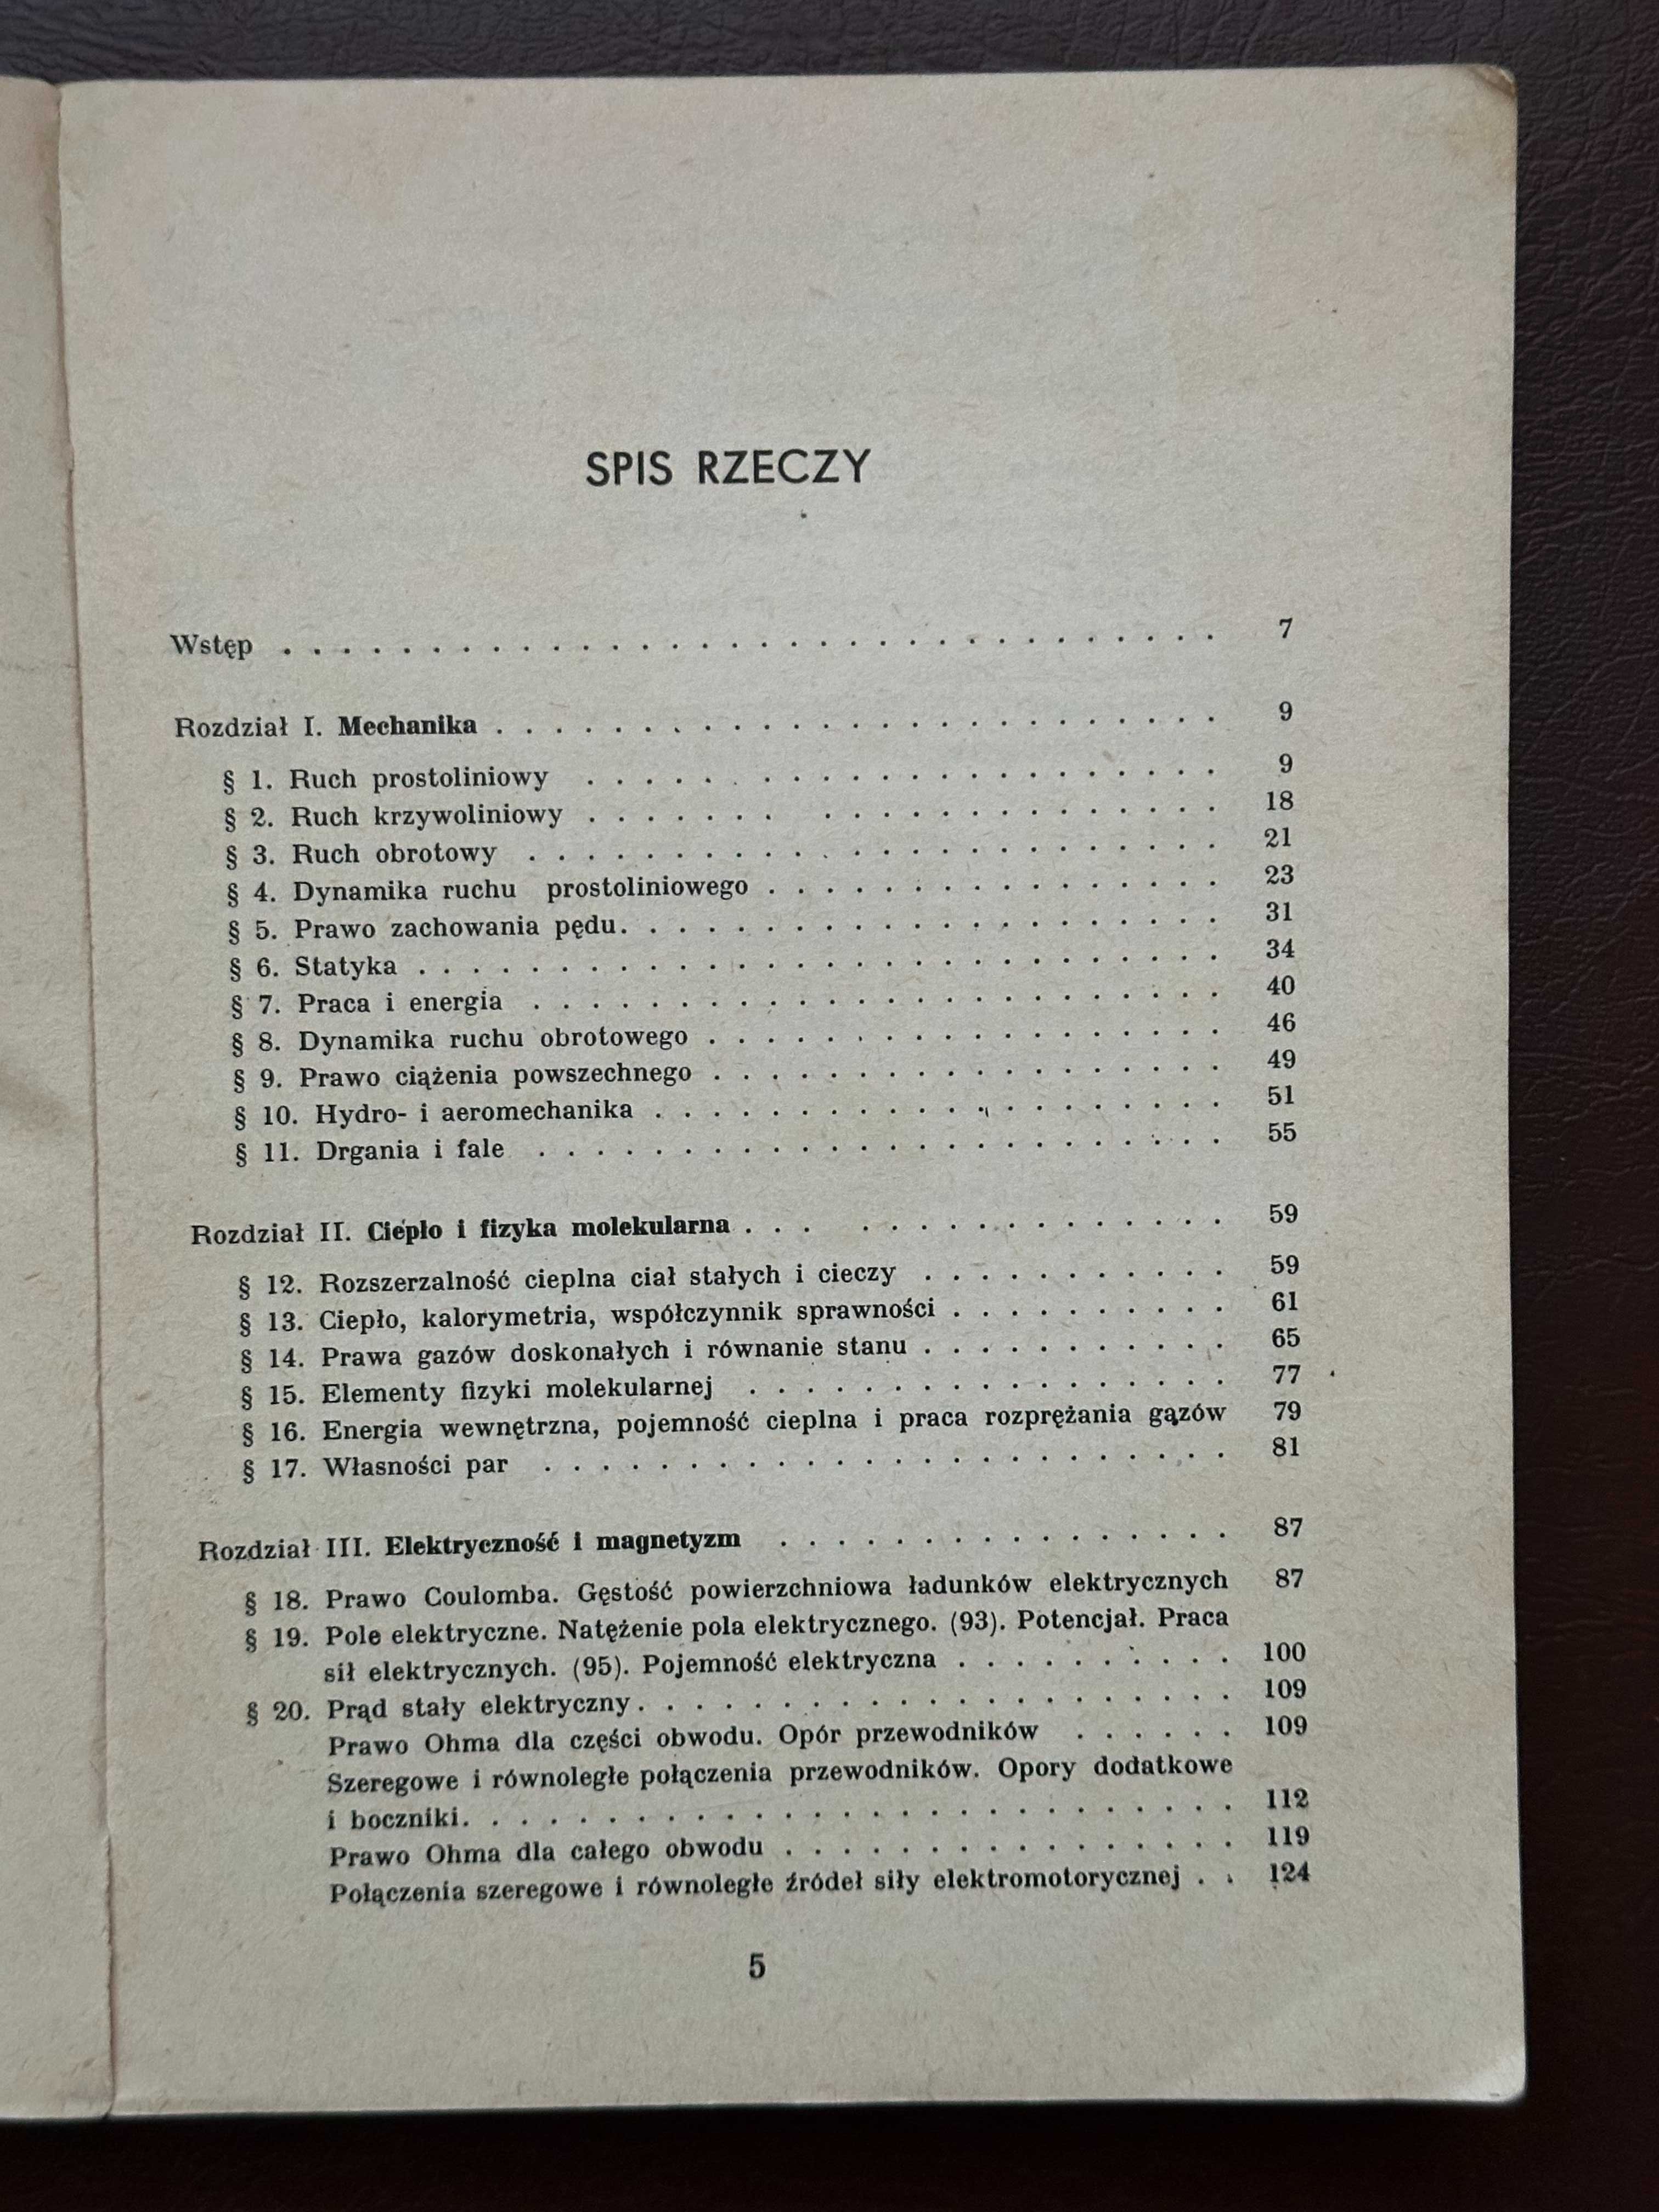 SPIS RZECZY
Wstęp . . . . . . . . . . . . . . . . . . . . . . . . . . . . . . . . 7
Rozdział I. Mechanika . . . . . . . . . . . . . . . . . . . . . . . . . 9
§ 1. Ruch prostoliniowy . . . . . . . . . . . . . . . . . . . . . 9
§ 2. Ruch krzywoliniowy . . . . . . . . . . . . . . . . . . . . . 18
§ 3. Ruch obrotowy . . . . . . . . . . . . . . . . . . . . . . . . 21
§ 4. Dynamika ruchu prostoliniowego . . . . . . . . . . . . . . . . 23
§ 5. Prawo zachowania pędu. . . . . . . . . . . . . . . . . . . . . 31
§ 6. Statyka . . . . . . . . . . . . . . . . . . . . . . . . . . . . 34
§ 7. Praca i energia . . . . . . . . . . . . . . . . . . . . . . . . 40
§ 8. Dynamika ruchu obrotowego . . . . . . . . . . . . . . . . . . 46
§ 9. Prawo ciążenia powszechnego . . . . . . . . . . . . . . . . . . 49
§ 10. Hydro- i aeromechanika . . . . . . . . . . . . . . . . . . . . 51
§ 11. Drgania i fale . . . . . . . . . . . . . . . . . . . . . . . . 55
Rozdział II. Ciepło i fizyka molekularna . . . . . . . . . . . . . . . . 59
§ 12. Rozszerzalność cieplna ciał stałych i cieczy . . . . . . . . . . . 59
§ 13. Ciepło, kalorymetria, współczynnik sprawności . . . . . . . . . . 61
§ 14. Prawa gazów doskonałych i równanie stanu . . . . . . . . . . . 65
§ 15. Elementy fizyki molekularnej . . . . . . . . . . . . . . . . . 77
§ 16. Energia wewnętrzna, pojemność cieplna i praca rozprężania gązów 79
§ 17. Własności par . . . . . . . . . . . . . . . . . . . . . . . . 81
Rozdział III. Elektryczność i magnetyzm . . . . . . . . . . . . . . . . 87
§ 18. Prawo Coulomba. Gęstość powierzchniowa ładunków elektrycznych 87
§ 19. Pole elektryczne. Natężenie pola elektrycznego. (93). Potencjał. Praca
sił elektrycznych. (95). Pojemność elektryczna . . . . . . . . . . 100
§ 20. Prąd stały elektryczny. . . . . . . . . . . . . . . . . . . . . 109
Prawo Ohma dla części obwodu. Opór przewodników . . . . . . 109
Szeregowe i równoległe połączenia przewodników. Opory dodatkowe
i boczniki. . . . . . . . . . . . . . . . . . . . . . . . . . . 112
Prawo Ohma dla całego obwodu . . . . . . . . . . . . . . . . 119
Połączenia szeregowe i równoległe źródeł siły elektromotorycznej . . 124
5